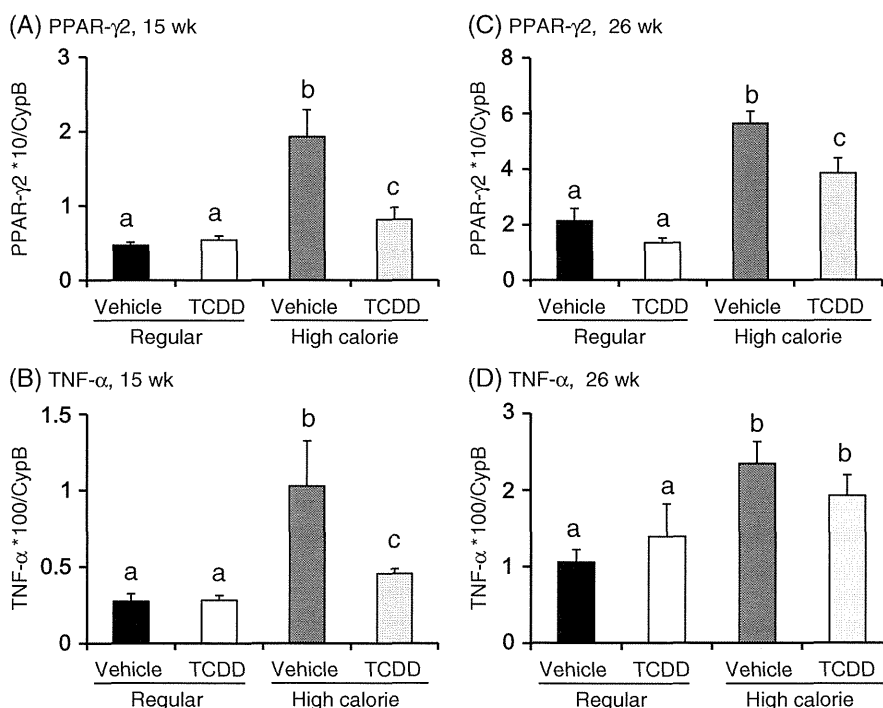 (A) PPAR-γ2, 15 wk
PPAR-γ2 *10/CypB
3
2
1
0
a
a
b
c
Vehicle TCDD Vehicle TCDD
Regular High calorie
(C) PPAR-γ2, 26 wk
PPAR-γ2 *10/CypB
8
6
4
2
0
a
a
b
c
Vehicle TCDD Vehicle TCDD
Regular High calorie
(B) TNF-α, 15 wk
TNF-α *100/CypB
1.5
1
0.5
0
a
a
b
c
Vehicle TCDD Vehicle TCDD
Regular High calorie
(D) TNF-α, 26 wk
TNF-α *100/CypB
3
2
1
0
a
a
b
b
Vehicle TCDD Vehicle TCDD
Regular High calorie